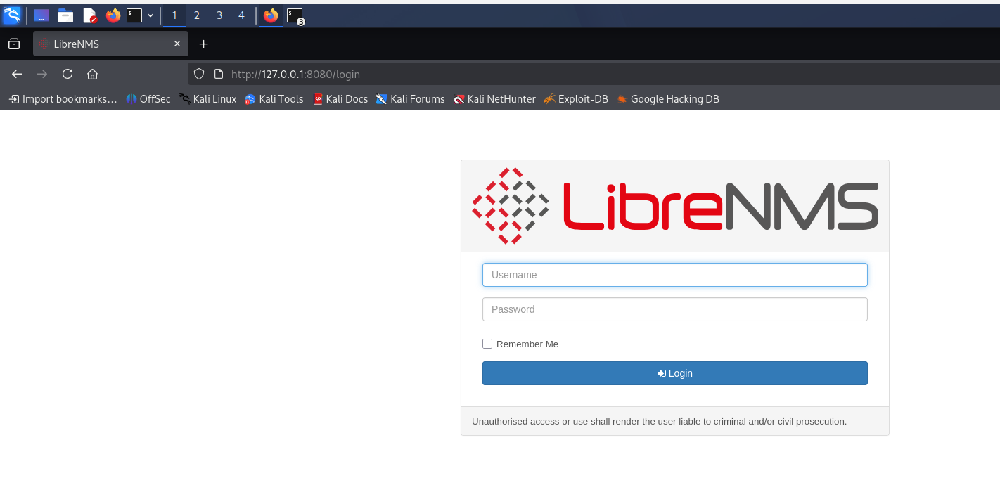 1 2 3 4 3
LibreNMS
http://127.0.0.1:8080/login
Import bookmarks... OffSec Kali Linux Kali Tools Kali Docs Kali Forums Kali NetHunter Exploit-DB Google Hacking DB
LibreNMS
Username
Password
Remember Me
Login
Unauthorised access or use shall render the user liable to criminal and/or civil prosecution.